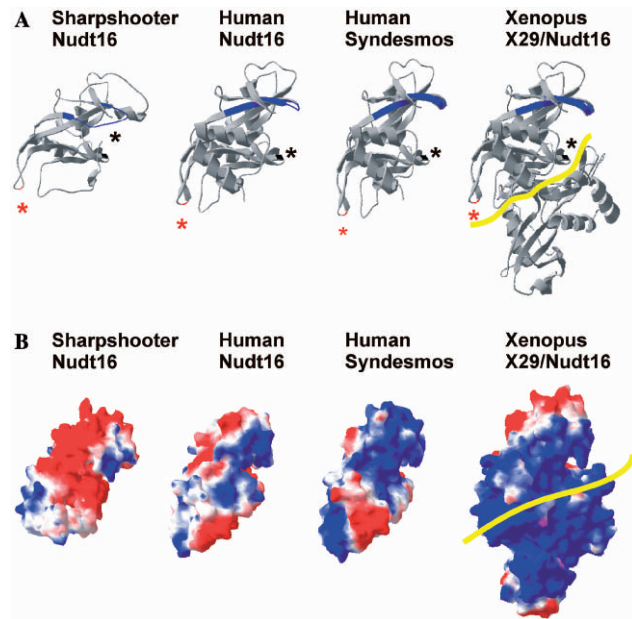 A
Sharpshooter Nudt16
Human Nudt16
Human Syndesmos
Xenopus X29/Nudt16
*
*
*
*
*
*
*
B
Sharpshooter Nudt16
Human Nudt16
Human Syndesmos
Xenopus X29/Nudt16